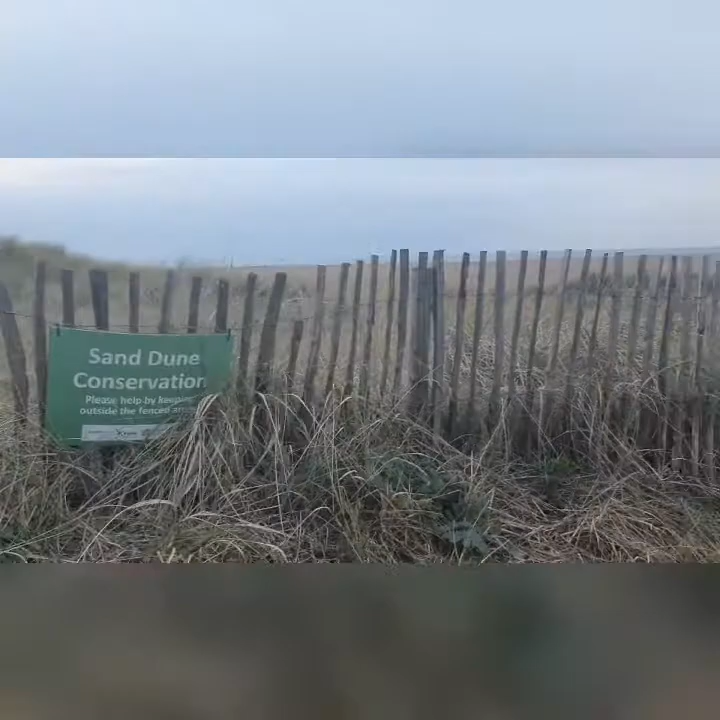 Sand Dune
Conservation
Please help by keeping
outside the fenced area